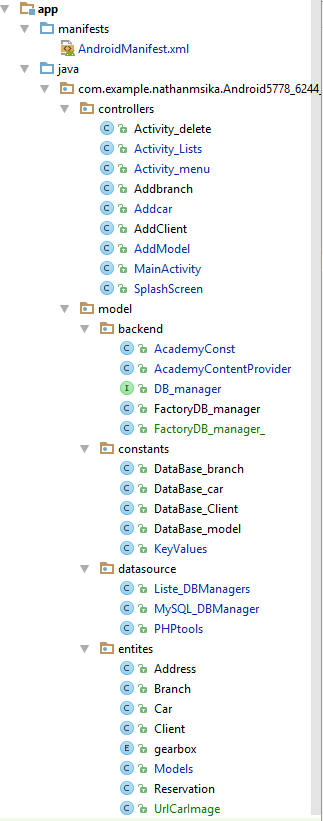 app
manifests
AndroidManifest.xml
java
com.example.nathanmsika.Android5778_6244_
controllers
Activity_delete
Activity_Lists
Activity_menu
Addbranch
Addcar
AddClient
AddModel
MainActivity
SplashScreen
model
backend
AcademyConst
AcademyContentProvider
DB_manager
FactoryDB_manager
FactoryDB_manager_
constants
DataBase_branch
DataBase_car
DataBase_Client
DataBase_model
KeyValues
datasource
Liste_DBManagers
MySQL_DBManager
PHPtools
entites
Address
Branch
Car
Client
gearbox
Models
Reservation
UrlCarImage